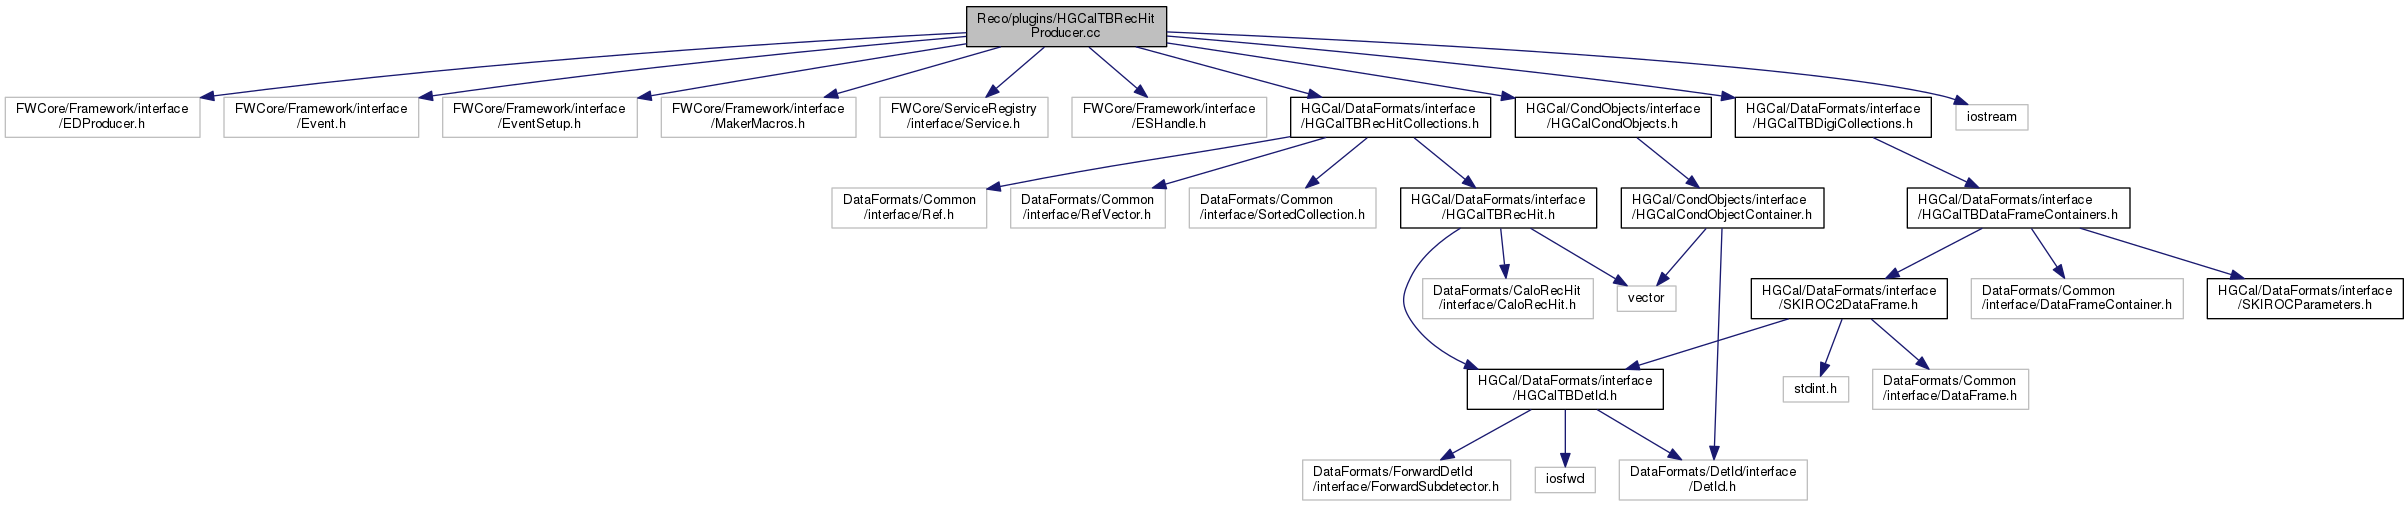 Reco/plugins/HGCalTBRecHit
Producer.cc
FWCore/Framework/interface
/EDProducer.h
FWCore/Framework/interface
/Event.h
FWCore/Framework/interface
/EventSetup.h
FWCore/Framework/interface
/MakerMacros.h
FWCore/ServiceRegistry
/interface/Service.h
FWCore/Framework/interface
/ESHandle.h
HGCal/DataFormats/interface
/HGCalTBRecHitCollections.h
HGCal/CondObjects/interface
/HGCalCondObjects.h
HGCal/DataFormats/interface
/HGCalTBDigiCollections.h
iostream
DataFormats/Common
/interface/Ref.h
DataFormats/Common
/interface/RefVector.h
DataFormats/Common
/interface/SortedCollection.h
HGCal/DataFormats/interface
/HGCalTBRecHit.h
HGCal/CondObjects/interface
/HGCalCondObjectContainer.h
HGCal/DataFormats/interface
/HGCalTBDataFrameContainers.h
DataFormats/CaloRecHit
/interface/CaloRecHit.h
vector
HGCal/DataFormats/interface
/SKIROC2DataFrame.h
DataFormats/Common
/interface/DataFrameContainer.h
HGCal/DataFormats/interface
/SKIROCParameters.h
HGCal/DataFormats/interface
/HGCalTBDetId.h
stdint.h
DataFormats/Common
/interface/DataFrame.h
DataFormats/ForwardDetId
/interface/ForwardSubdetector.h
iosfwd
DataFormats/DetId/interface
/DetId.h